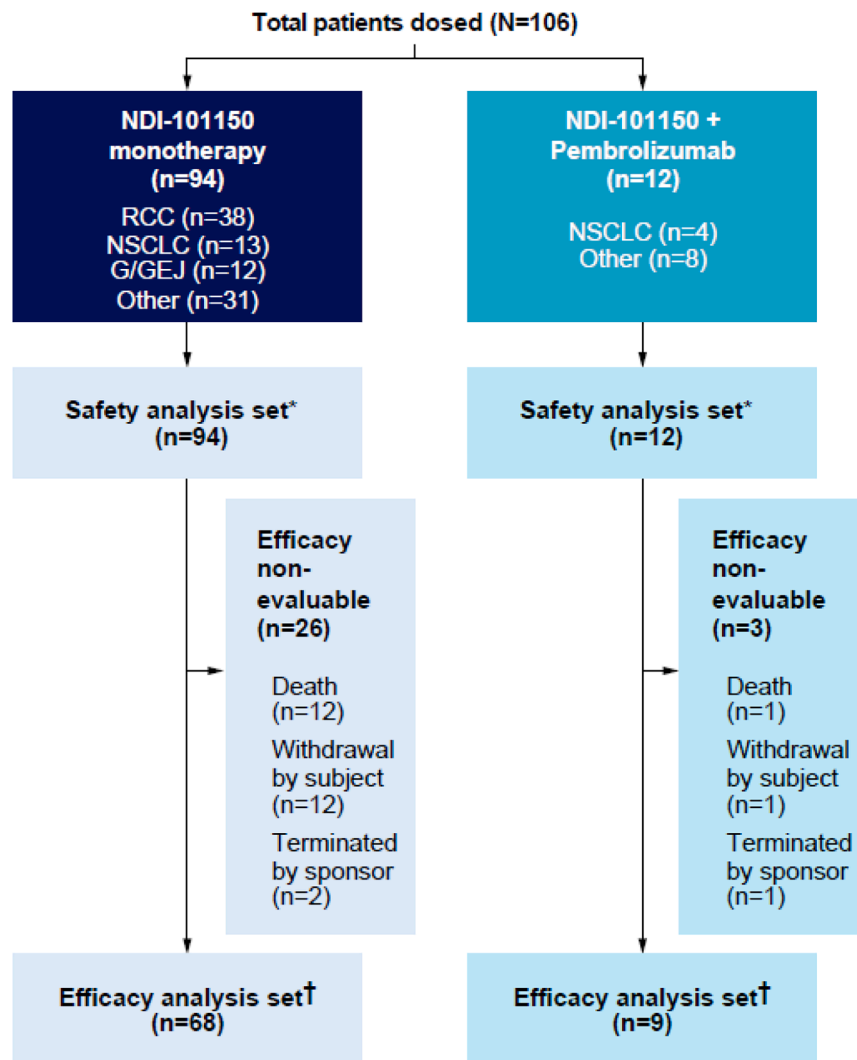 Total patients dosed (N=106)
NDI-101150
monotherapy
(n=94)
RCC (n=38)
NSCLC (n=13)
G/GEJ (n=12)
Other (n=31)
NDI-101150 +
Pembrolizumab
(n=12)
NSCLC (n=4)
Other (n=8)
Safety analysis set*
(n=94)
Safety analysis set*
(n=12)
Efficacy
non-
evaluable
(n=26)
Death
(n=12)
Withdrawal
by subject
(n=12)
Terminated
by sponsor
(n=2)
Efficacy
non-
evaluable
(n=3)
Death
(n=1)
Withdrawal
by subject
(n=1)
Terminated
by sponsor
(n=1)
Efficacy analysis set†
(n=68)
Efficacy analysis set†
(n=9)